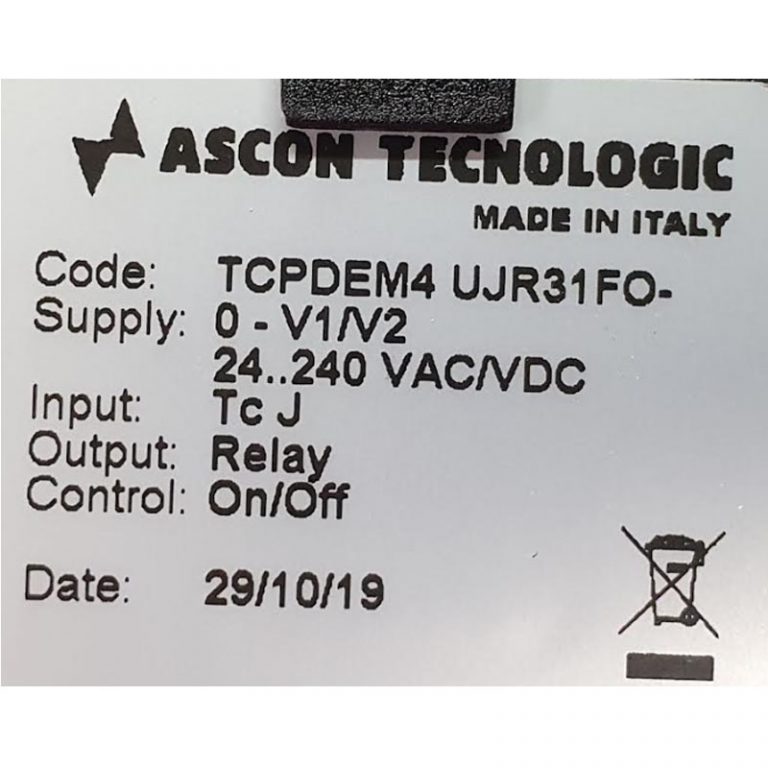 ASCON TECNOLOGIC
MADE IN ITALY
Code: TCPDEM4 UJR31FO-
Supply: 0 - V1/V2
24..240 VAC/VDC
Input: Tc J
Output: Relay
Control: On/Off
Date: 29/10/19